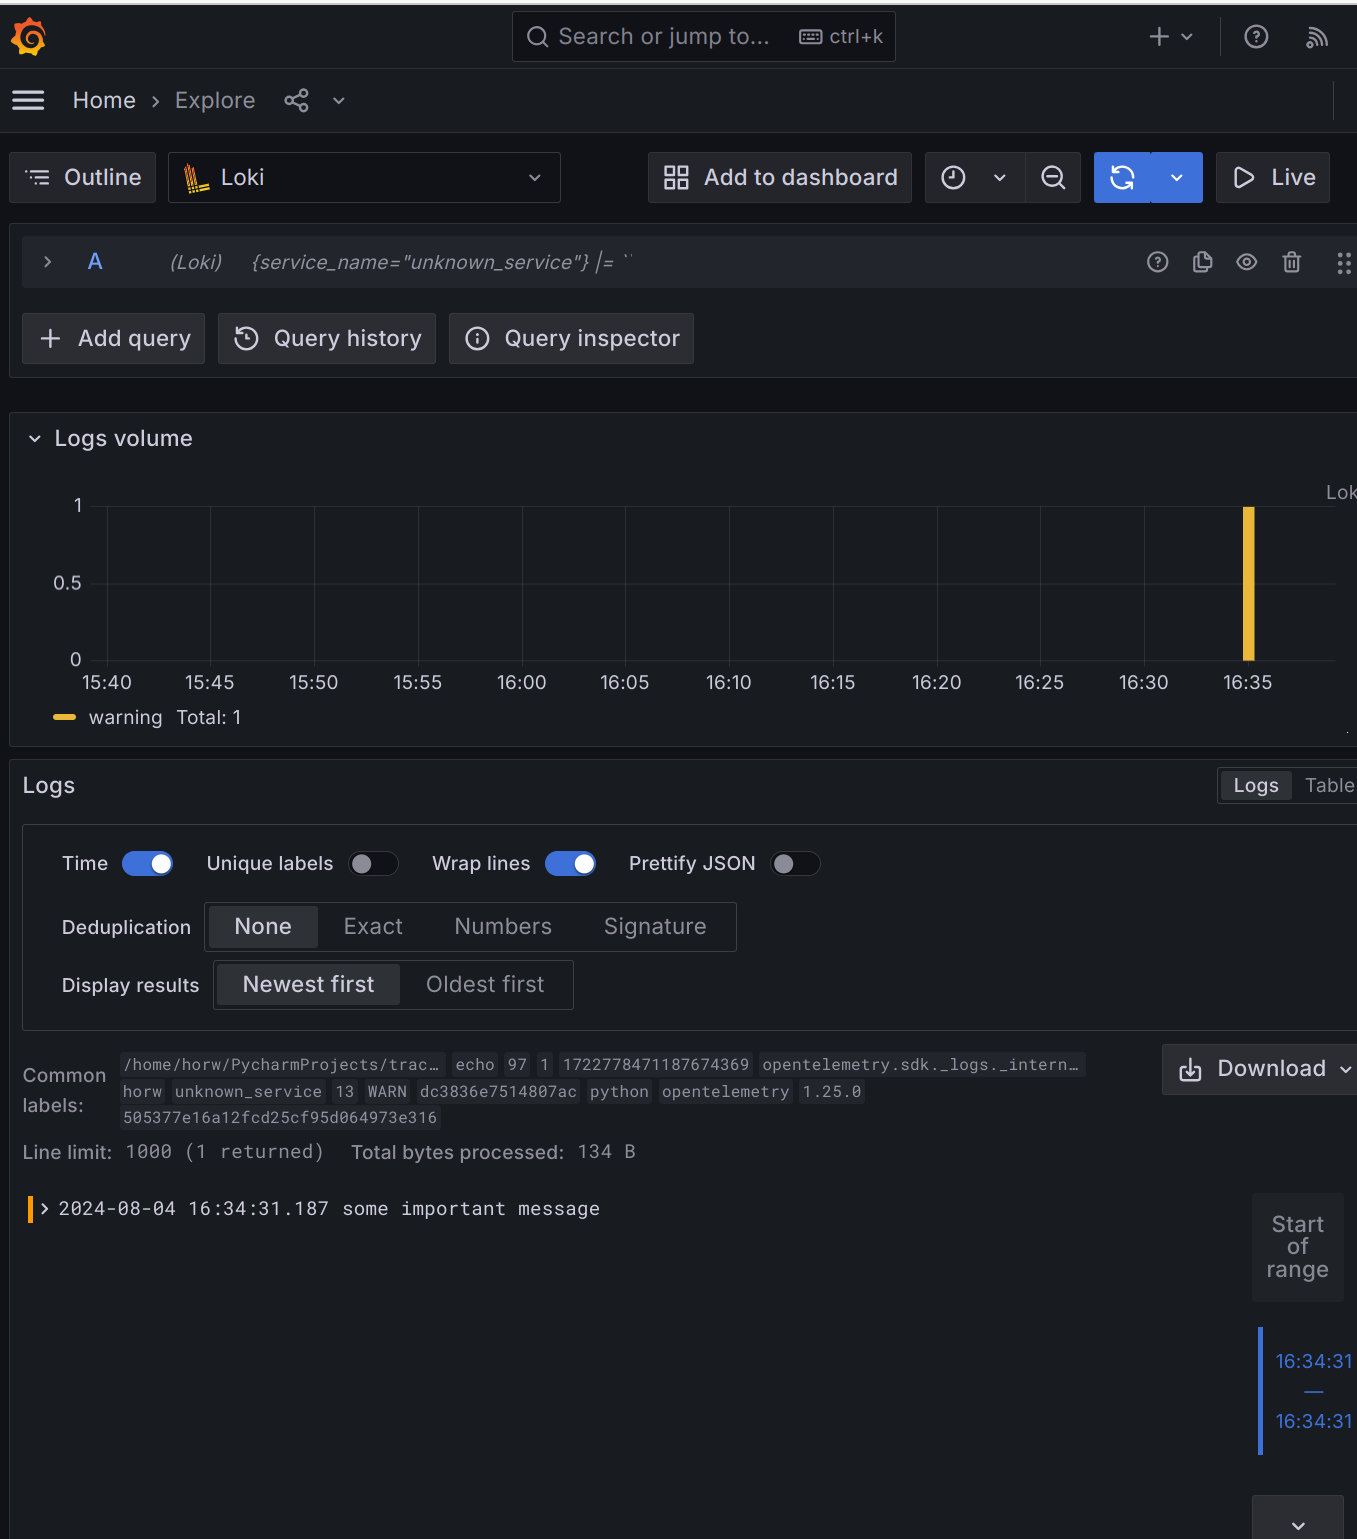 Search or jump to... ctrl+k
Home › Explore
Outline Loki Add to dashboard Live
A (Loki) {service_name="unknown_service"} |= ``
Add query Query history Query inspector
Logs volume
Lok
1
0.5
0
15:40 15:45 15:50 15:55 16:00 16:05 16:10 16:15 16:20 16:25 16:30 16:35
warning Total: 1
Logs Logs Table
Time Unique labels Wrap lines Prettify JSON
Deduplication None Exact Numbers Signature
Display results Newest first Oldest first
Common labels: /home/horw/PycharmProjects/trac… echo 97 1 1722778471187674369 opentelemetry.sdk._logs._intern…
horw unknown_service 13 WARN dc3836e7514807ac python opentelemetry 1.25.0
505377e16a12fcd25cf95d064973e316
Download
Line limit: 1000 (1 returned) Total bytes processed: 134 B
2024-08-04 16:34:31.187 some important message
Start
of
range
16:34:31
—
16:34:31